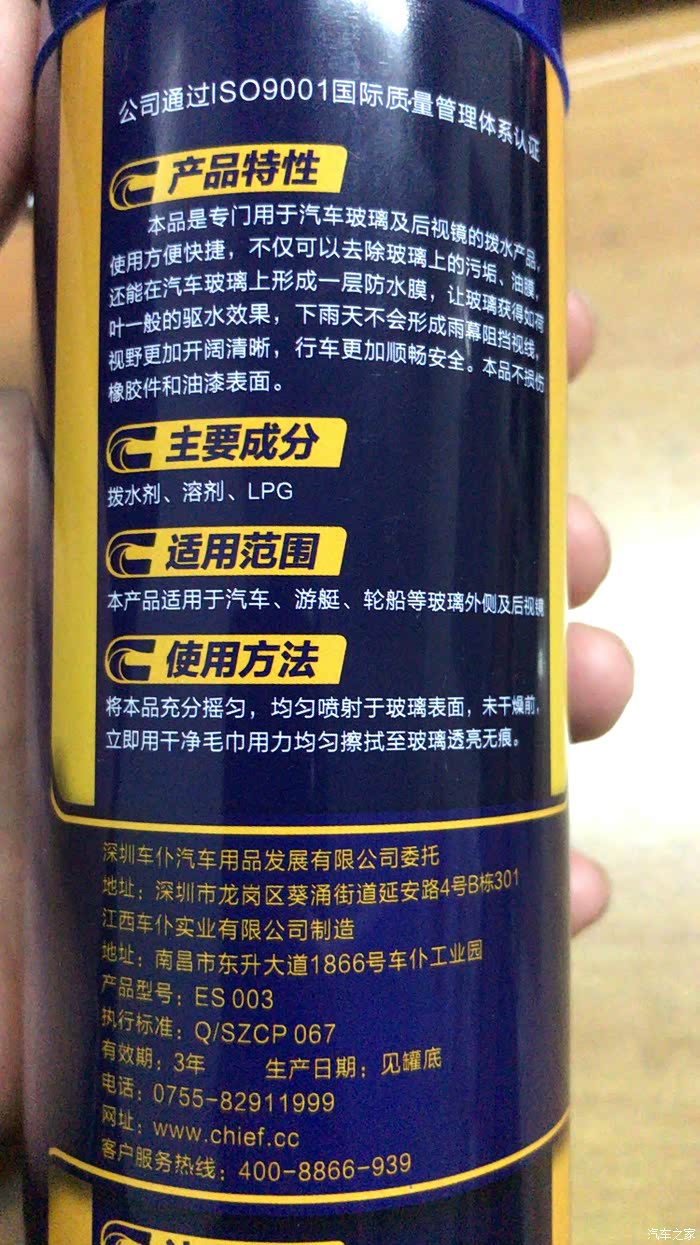 公司通过ISO9001国际质量管理体系认证
产品特性
本品是专门用于汽车玻璃及后视镜的拨水产品，
使用方便快捷，不仅可以去除玻璃上的污垢、油膜，
还能在汽车玻璃上形成一层防水膜，让玻璃获得如荷
叶一般的驱水效果，下雨天不会形成雨幕阻挡视线，
视野更加开阔清晰，行车更加顺畅安全。本品不损伤
橡胶件和油漆表面。
主要成分
拨水剂、溶剂、LPG
适用范围
本产品适用于汽车、游艇、轮船等玻璃外侧及后视镜
使用方法
将本品充分摇匀，均匀喷射于玻璃表面，未干燥前，
立即用干净毛巾用力均匀擦拭至玻璃透亮无痕。
深圳车仆汽车用品发展有限公司委托
地址：深圳市龙岗区葵涌街道延安路4号B栋301
江西车仆实业有限公司制造
地址：南昌市东升大道1866号车仆工业园
产品型号：ES 003
执行标准：Q/SZCP 067
有效期：3年 生产日期：见罐底
电话：0755-82911999
网址：www.chief.cc
客户服务热线：400-8866-939
汽车之家